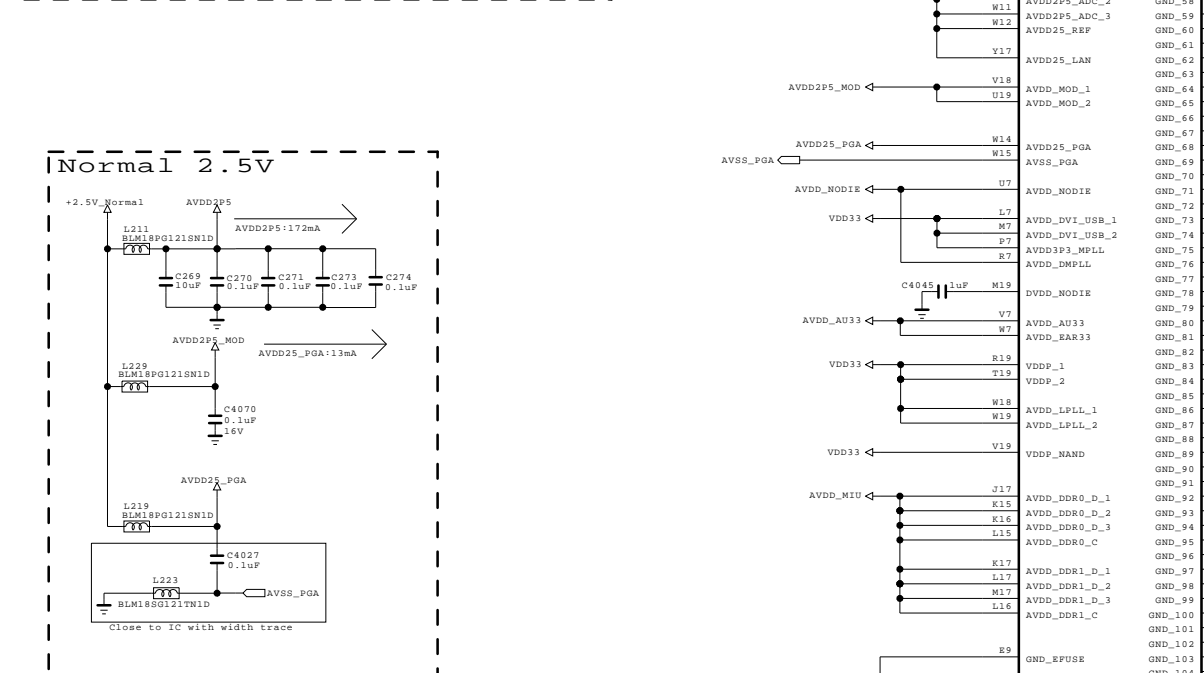 Normal 2.5V
+2.5V_Normal
AVDD2P5
AVDD2P5:172mA
L211
BLM18PG121SN1D
C269
10uF
C270
0.1uF
C271
0.1uF
C273
0.1uF
C274
0.1uF
AVDD2P5_MOD
AVDD25_PGA:13mA
L229
BLM18PG121SN1D
C4070
0.1uF
16V
AVDD25_PGA
L219
BLM18PG121SN1D
C4027
0.1uF
L223
BLM18SG121TN1D
AVSS_PGA
Close to IC with width trace
AVDD2P5_MOD
AVDD25_PGA
AVSS_PGA
AVDD_NODIE
VDD33
C4045
1uF
AVDD_AU33
VDD33
VDD33
AVDD_MIU
W11
W12
Y17
V18
U19
W14
W15
U7
L7
M7
P7
R7
M19
V7
W7
R19
T19
W18
W19
V19
J17
K15
K16
L15
K17
L17
M17
L16
E9
AVDD2P5_ADC_2
AVDD2P5_ADC_3
AVDD25_REF
AVDD25_LAN
AVDD_MOD_1
AVDD_MOD_2
AVDD25_PGA
AVSS_PGA
AVDD_NODIE
AVDD_DVI_USB_1
AVDD_DVI_USB_2
AVDD3P3_MPLL
AVDD_DMPLL
DVDD_NODIE
AVDD_AU33
AVDD_EAR33
VDDP_1
VDDP_2
AVDD_LPLL_1
AVDD_LPLL_2
VDDP_NAND
AVDD_DDR0_D_1
AVDD_DDR0_D_2
AVDD_DDR0_D_3
AVDD_DDR0_C
AVDD_DDR1_D_1
AVDD_DDR1_D_2
AVDD_DDR1_D_3
AVDD_DDR1_C
GND_EFUSE
GND_58
GND_59
GND_60
GND_61
GND_62
GND_63
GND_64
GND_65
GND_66
GND_67
GND_68
GND_69
GND_70
GND_71
GND_72
GND_73
GND_74
GND_75
GND_76
GND_77
GND_78
GND_79
GND_80
GND_81
GND_82
GND_83
GND_84
GND_85
GND_86
GND_87
GND_88
GND_89
GND_90
GND_91
GND_92
GND_93
GND_94
GND_95
GND_96
GND_97
GND_98
GND_99
GND_100
GND_101
GND_102
GND_103
GND_104